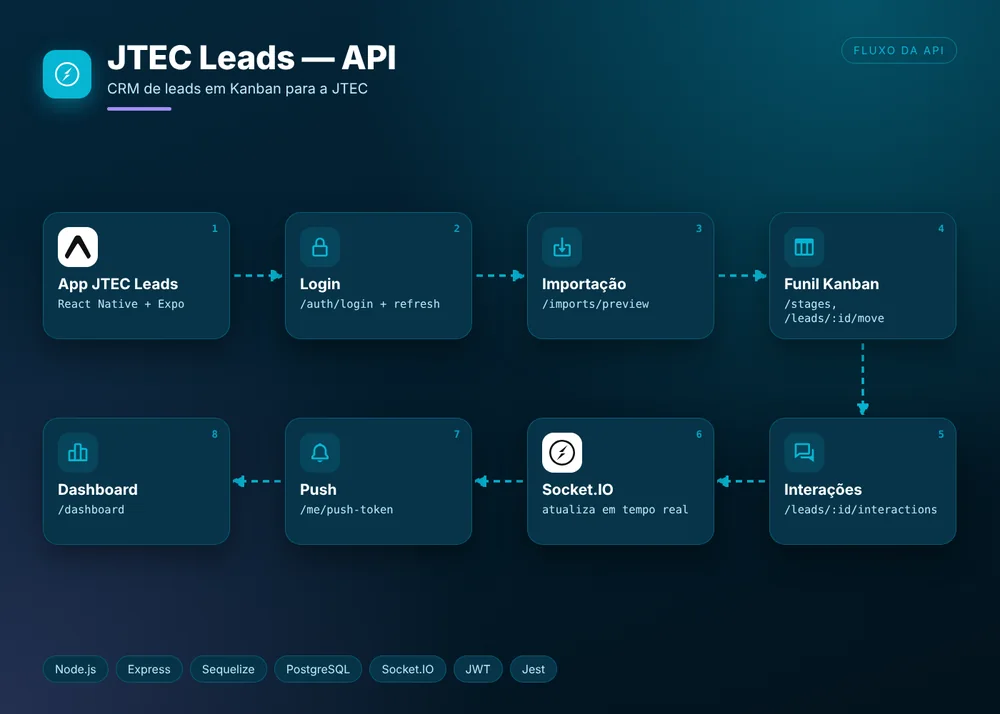 JTEC Leads — API
CRM de leads em Kanban para a JTEC
FLUXO DA API
1
App JTEC Leads
React Native + Expo
2
Login
/auth/login + refresh
3
Importação
/imports/preview
4
Funil Kanban
/stages,
/leads/:id/move
8
Dashboard
/dashboard
7
Push
/me/push-token
6
Socket.IO
atualiza em tempo real
5
Interações
/leads/:id/interactions
Node.js
Express
Sequelize
PostgreSQL
Socket.IO
JWT
Jest